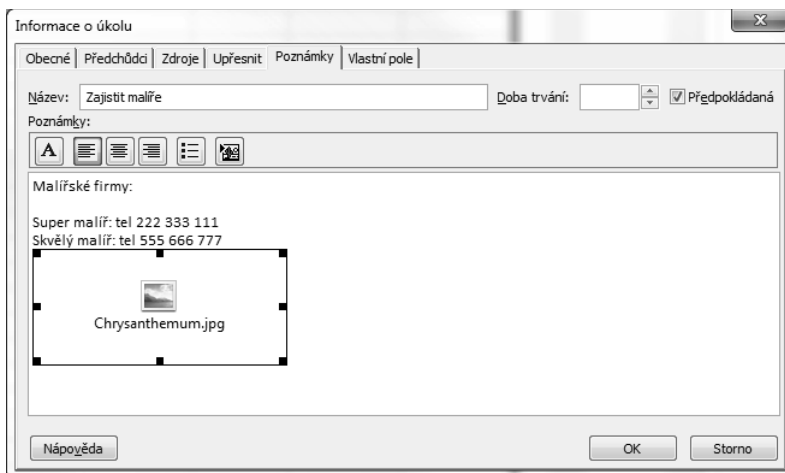 Informace o úkolu
Obecné Předchůdci Zdroje Upřesnit Poznámky Vlastní pole
Název: Zajistit malíře Doba trvání: Předpokládaná
Poznámky:
A
Malířské firmy:
Super malíř: tel 222 333 111
Skvělý malíř: tel 555 666 777
Chrysanthemum.jpg
Nápověda OK Storno